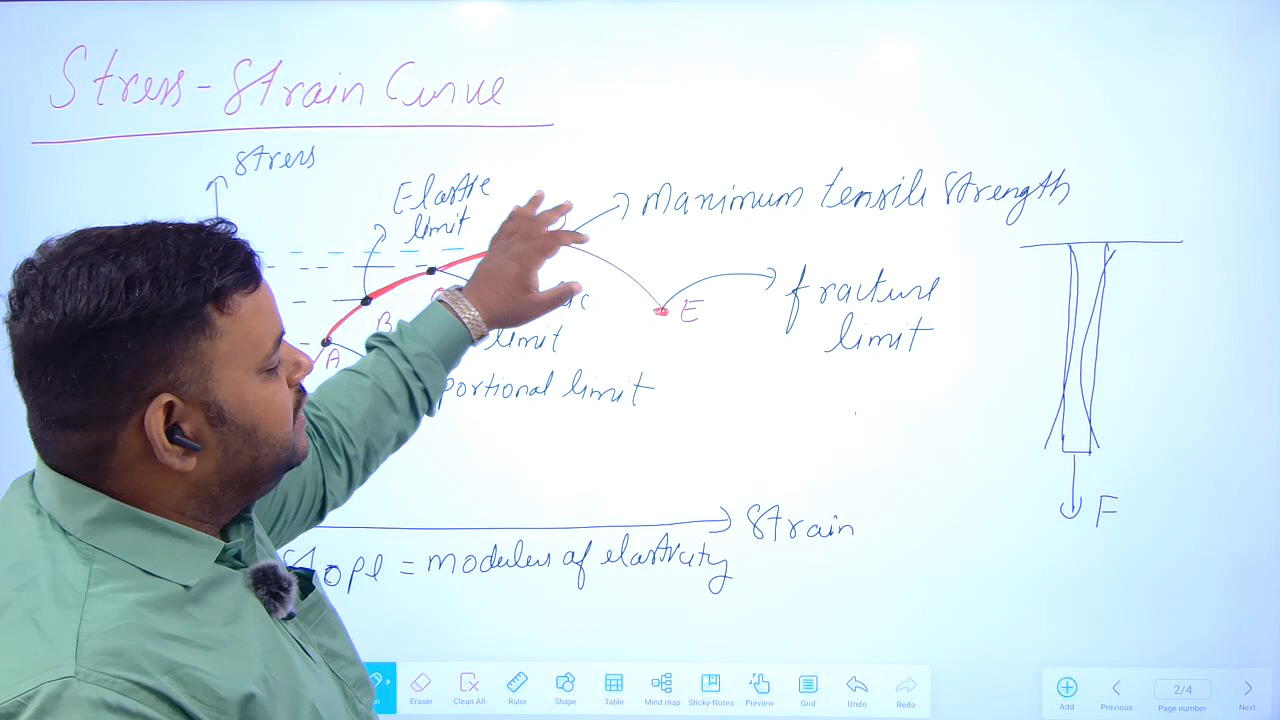 Stress-Strain Curve
stress
Elastic
limit
Maximum tensile strength
B
A
limit
E
fracture
limit
portional limit
Strain
slope = modulus of elasticity
F
Eraser
Clean All
Ruler
Shape
Table
Mind map
Sticky-Notes
Preview
Grid
Undo
Redo
Add
Previous
2/4
Page number
Next